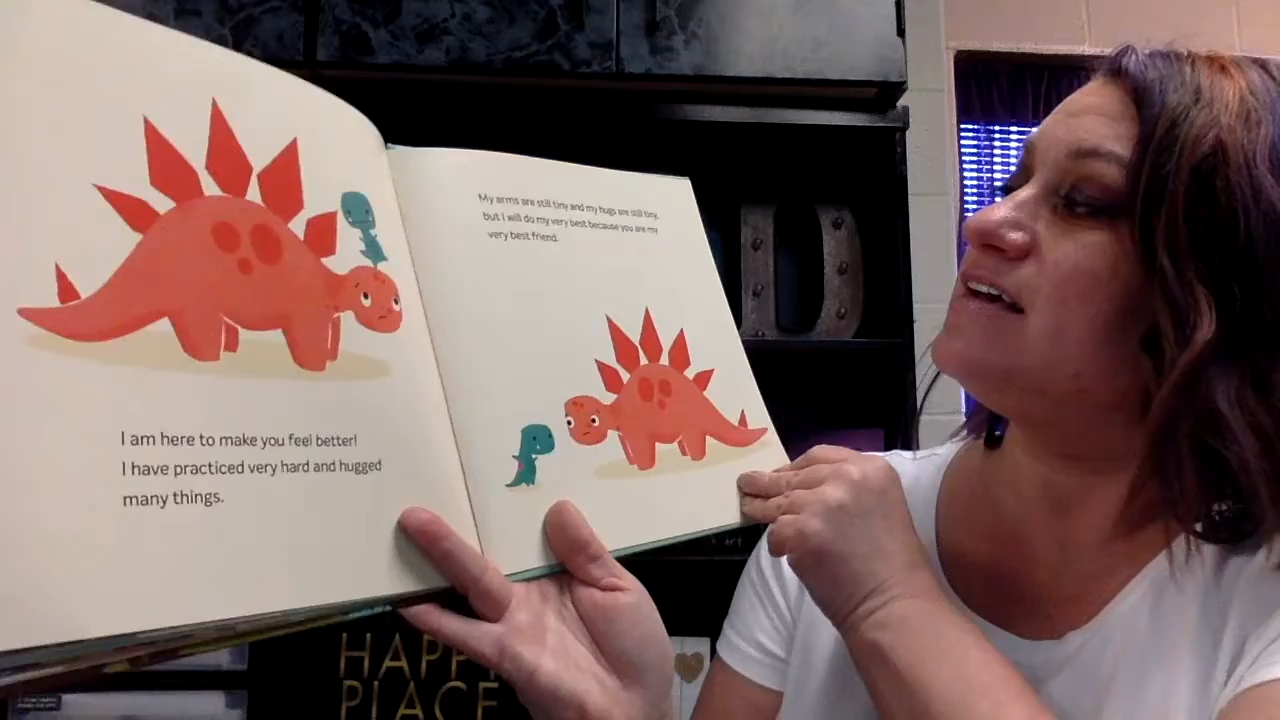 I am here to make you feel better!
I have practiced very hard and hugged
many things.
My arms are still tiny and my hugs are still tiny,
but I will do my very best because you are my
very best friend.
D
HAPPY
PLACE